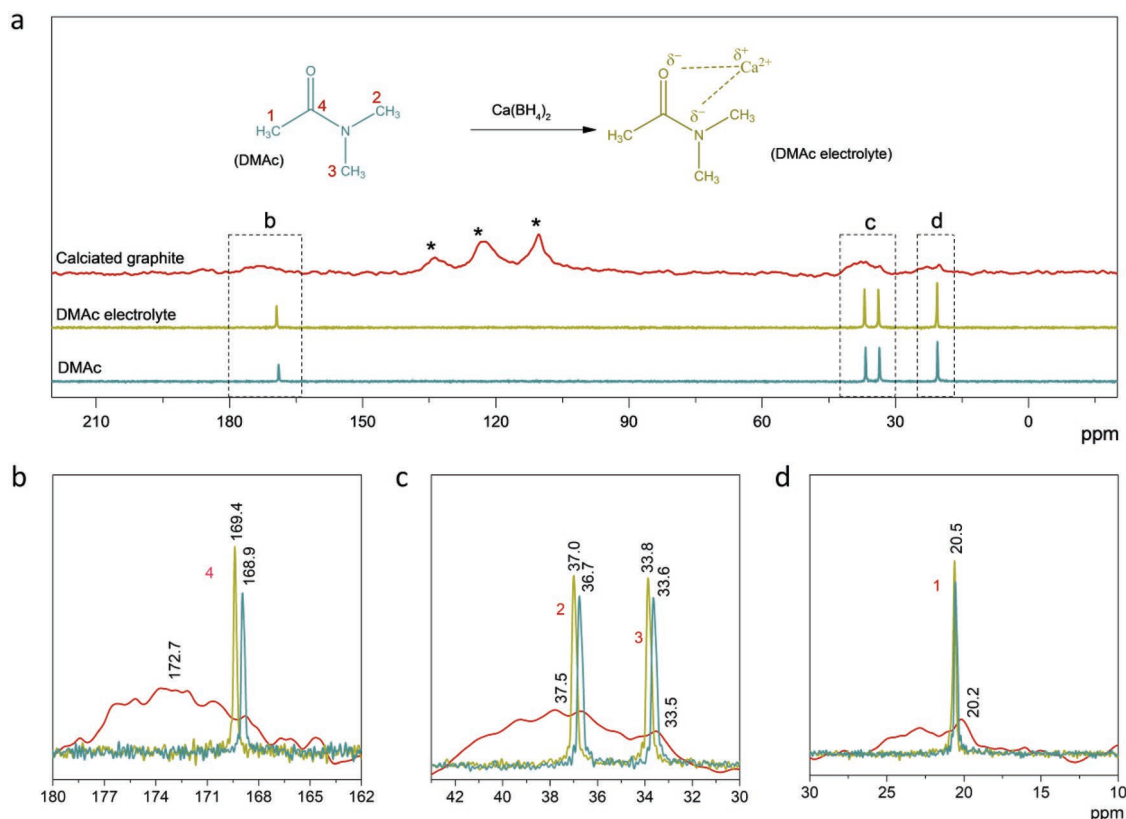 a
O
4
1
2
H₃C
N
CH₃
(DMAc)
3
CH₃
Ca(BH₄)₂
δ⁻
O
δ⁺
Ca²⁺
δ⁻
H₃C
N
CH₃
CH₃
(DMAc electrolyte)
b
c
d
* * *
Calciated graphite
DMAc electrolyte
DMAc
210 180 150 120 90 60 30 0
ppm
b
169.4
168.9
4
172.7
180 177 174 171 168 165 162
c
37.0
36.7
33.8
33.6
2
3
37.5
33.5
42 40 38 36 34 32 30
d
20.5
1
20.2
30 25 20 15 10
ppm